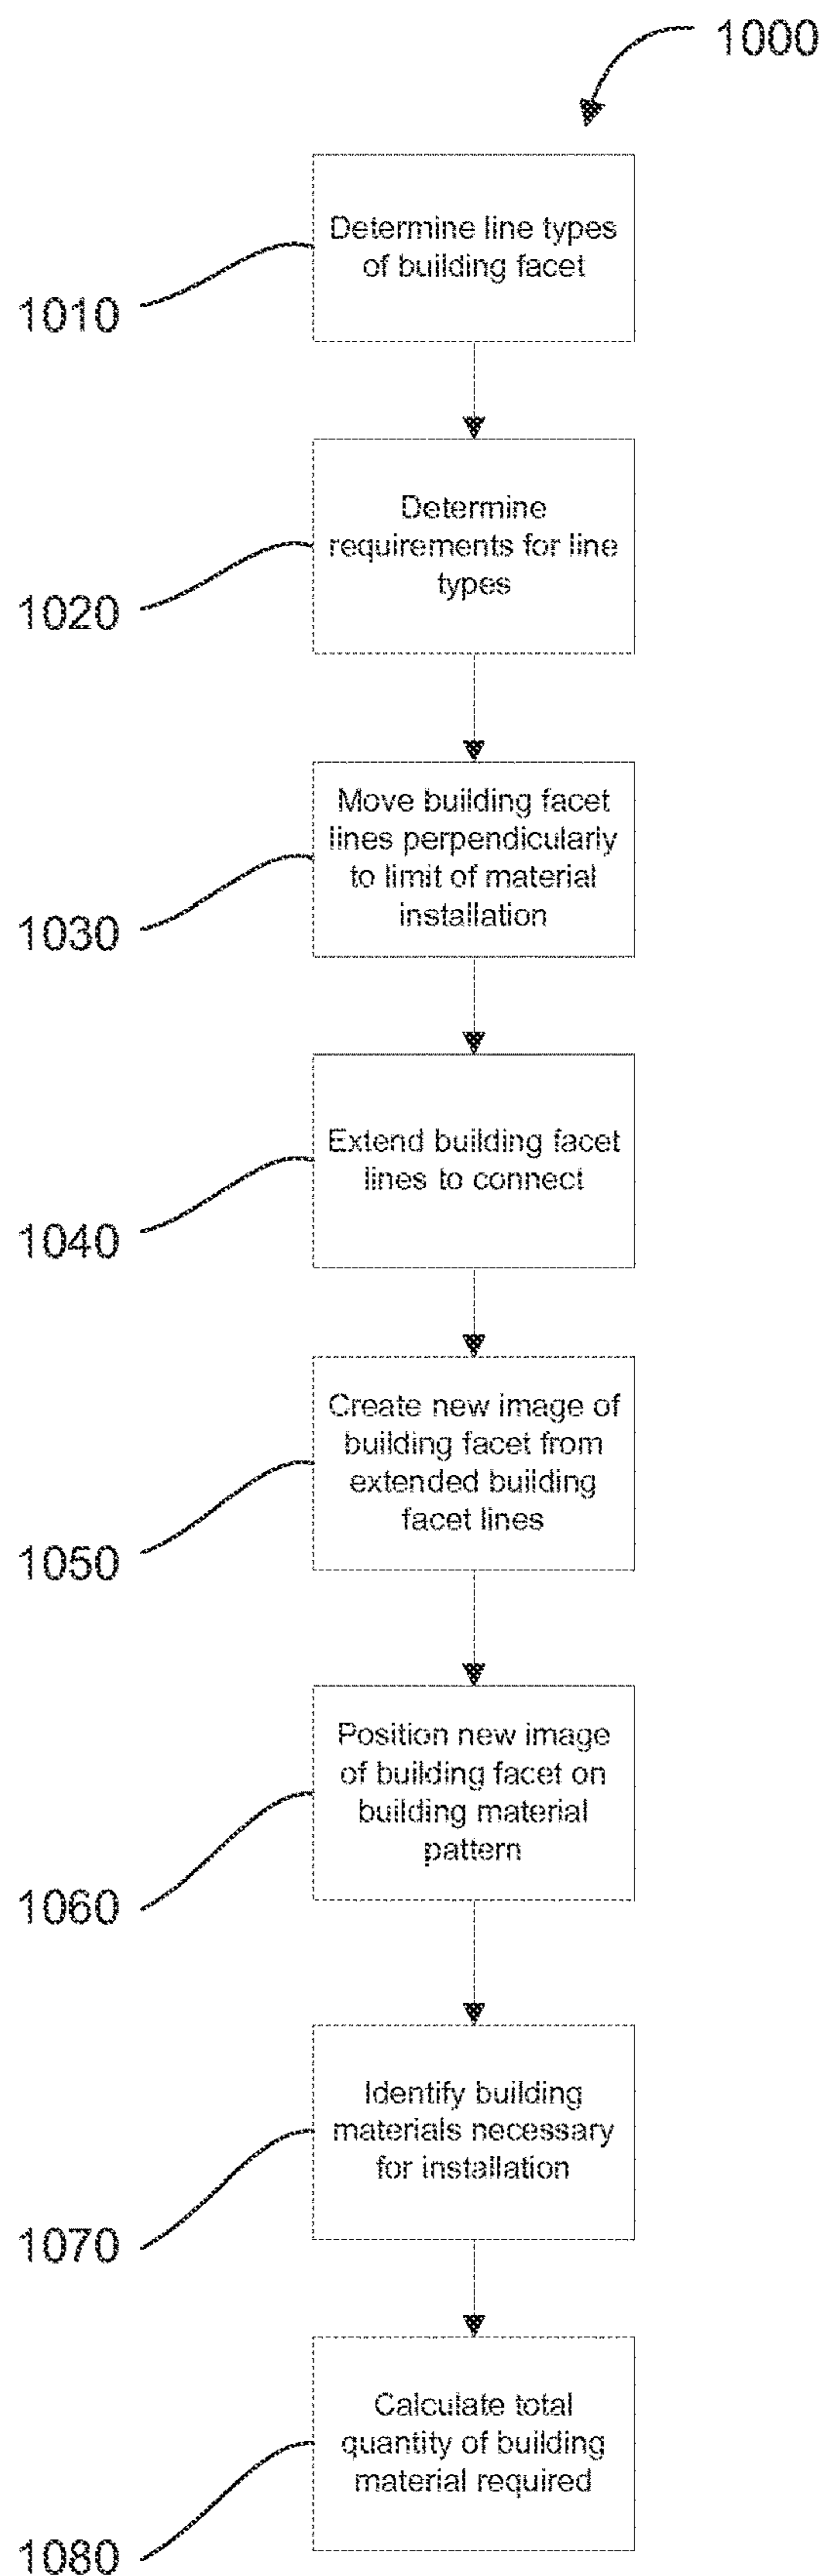 1000
Determine line types
of building facet
1010
Determine
requirements for line
types
1020
Move building facet
lines perpendicularly
to limit of material
installation
1030
Extend building facet
lines to connect
1040
Create new image of
building facet from
extended building
facet lines
1050
Position new image
of building facet on
building material
pattern
1060
Identify building
materials necessary
for installation
1070
Calculate total
quantity of building
material required
1080